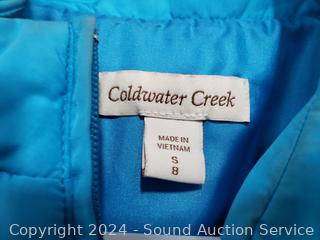 Coldwater Creek
MADE IN
VIETNAM
S
8
Copyright © 2024 - Sound Auction Service